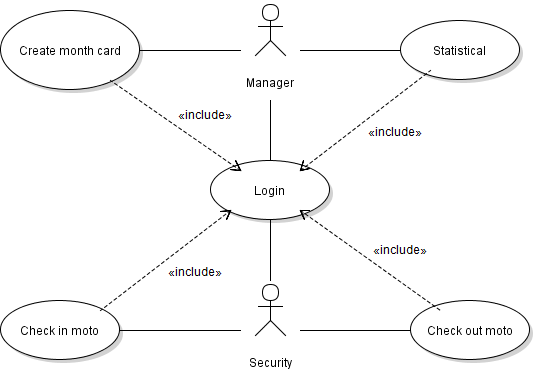 Create month card
Statistical
Manager
«include»
«include»
Login
«include»
«include»
Check in moto
Check out moto
Security